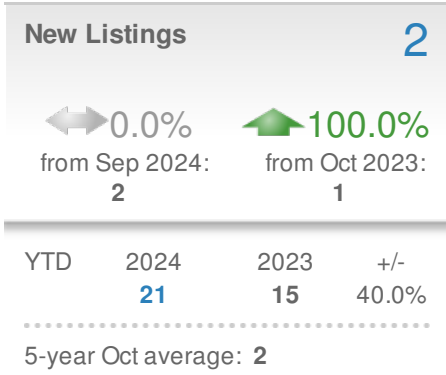 New Listings 2
0.0% 100.0%
from Sep 2024: from Oct 2023:
2 1
YTD 2024 2023 +/-
21 15 40.0%
5-year Oct average: 2